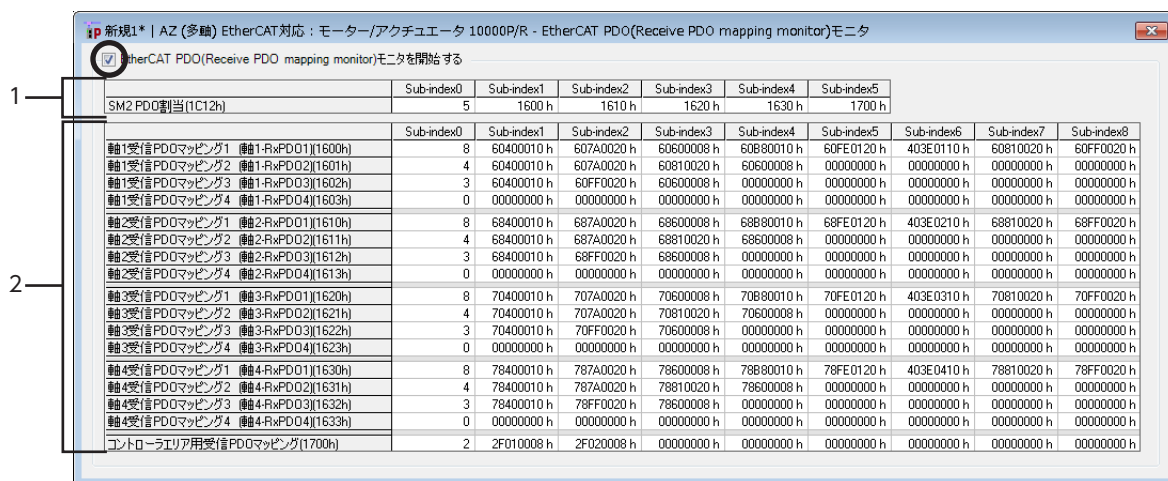 新規1* | AZ (多軸) EtherCAT対応：モーター/アクチュエータ 10000P/R - EtherCAT PDO(Receive PDO mapping monitor)モニタ
EtherCAT PDO(Receive PDO mapping monitor)モニタを開始する
1
Sub-index0 Sub-index1 Sub-index2 Sub-index3 Sub-index4 Sub-index5
SM2 PDO割当(1C12h) 5 1600 h 1610 h 1620 h 1630 h 1700 h
2
Sub-index0 Sub-index1 Sub-index2 Sub-index3 Sub-index4 Sub-index5 Sub-index6 Sub-index7 Sub-index8
軸1受信PDOマッピング1 (軸1-RxPDO1)(1600h) 8 60400010 h 607A0020 h 60600008 h 60B80010 h 60FE0120 h 403E0110 h 60810020 h 60FF0020 h
軸1受信PDOマッピング2 (軸1-RxPDO2)(1601h) 4 60400010 h 607A0020 h 60810020 h 60600008 h 00000000 h 00000000 h 00000000 h 00000000 h
軸1受信PDOマッピング3 (軸1-RxPDO3)(1602h) 3 60400010 h 60FF0020 h 60600008 h 00000000 h 00000000 h 00000000 h 00000000 h 00000000 h
軸1受信PDOマッピング4 (軸1-RxPDO4)(1603h) 0 00000000 h 00000000 h 00000000 h 00000000 h 00000000 h 00000000 h 00000000 h 00000000 h
軸2受信PDOマッピング1 (軸2-RxPDO1)(1610h) 8 68400010 h 687A0020 h 68600008 h 68B80010 h 68FE0120 h 403E0210 h 68810020 h 68FF0020 h
軸2受信PDOマッピング2 (軸2-RxPDO2)(1611h) 4 68400010 h 687A0020 h 68810020 h 68600008 h 00000000 h 00000000 h 00000000 h 00000000 h
軸2受信PDOマッピング3 (軸2-RxPDO3)(1612h) 3 68400010 h 68FF0020 h 68600008 h 00000000 h 00000000 h 00000000 h 00000000 h 00000000 h
軸2受信PDOマッピング4 (軸2-RxPDO4)(1613h) 0 00000000 h 00000000 h 00000000 h 00000000 h 00000000 h 00000000 h 00000000 h 00000000 h
軸3受信PDOマッピング1 (軸3-RxPDO1)(1620h) 8 70400010 h 707A0020 h 70600008 h 70B80010 h 70FE0120 h 403E0310 h 70810020 h 70FF0020 h
軸3受信PDOマッピング2 (軸3-RxPDO2)(1621h) 4 70400010 h 707A0020 h 70810020 h 70600008 h 00000000 h 00000000 h 00000000 h 00000000 h
軸3受信PDOマッピング3 (軸3-RxPDO3)(1622h) 3 70400010 h 70FF0020 h 70600008 h 00000000 h 00000000 h 00000000 h 00000000 h 00000000 h
軸3受信PDOマッピング4 (軸3-RxPDO4)(1623h) 0 00000000 h 00000000 h 00000000 h 00000000 h 00000000 h 00000000 h 00000000 h 00000000 h
軸4受信PDOマッピング1 (軸4-RxPDO1)(1630h) 8 78400010 h 787A0020 h 78600008 h 78B80010 h 78FE0120 h 403E0410 h 78810020 h 78FF0020 h
軸4受信PDOマッピング2 (軸4-RxPDO2)(1631h) 4 78400010 h 787A0020 h 78810020 h 78600008 h 00000000 h 00000000 h 00000000 h 00000000 h
軸4受信PDOマッピング3 (軸4-RxPDO3)(1632h) 3 78400010 h 78FF0020 h 78600008 h 00000000 h 00000000 h 00000000 h 00000000 h 00000000 h
軸4受信PDOマッピング4 (軸4-RxPDO4)(1633h) 0 00000000 h 00000000 h 00000000 h 00000000 h 00000000 h 00000000 h 00000000 h 00000000 h
コントローラエリア用受信PDOマッピング(1700h) 2 2F010008 h 2F020008 h 00000000 h 00000000 h 00000000 h 00000000 h 00000000 h 00000000 h